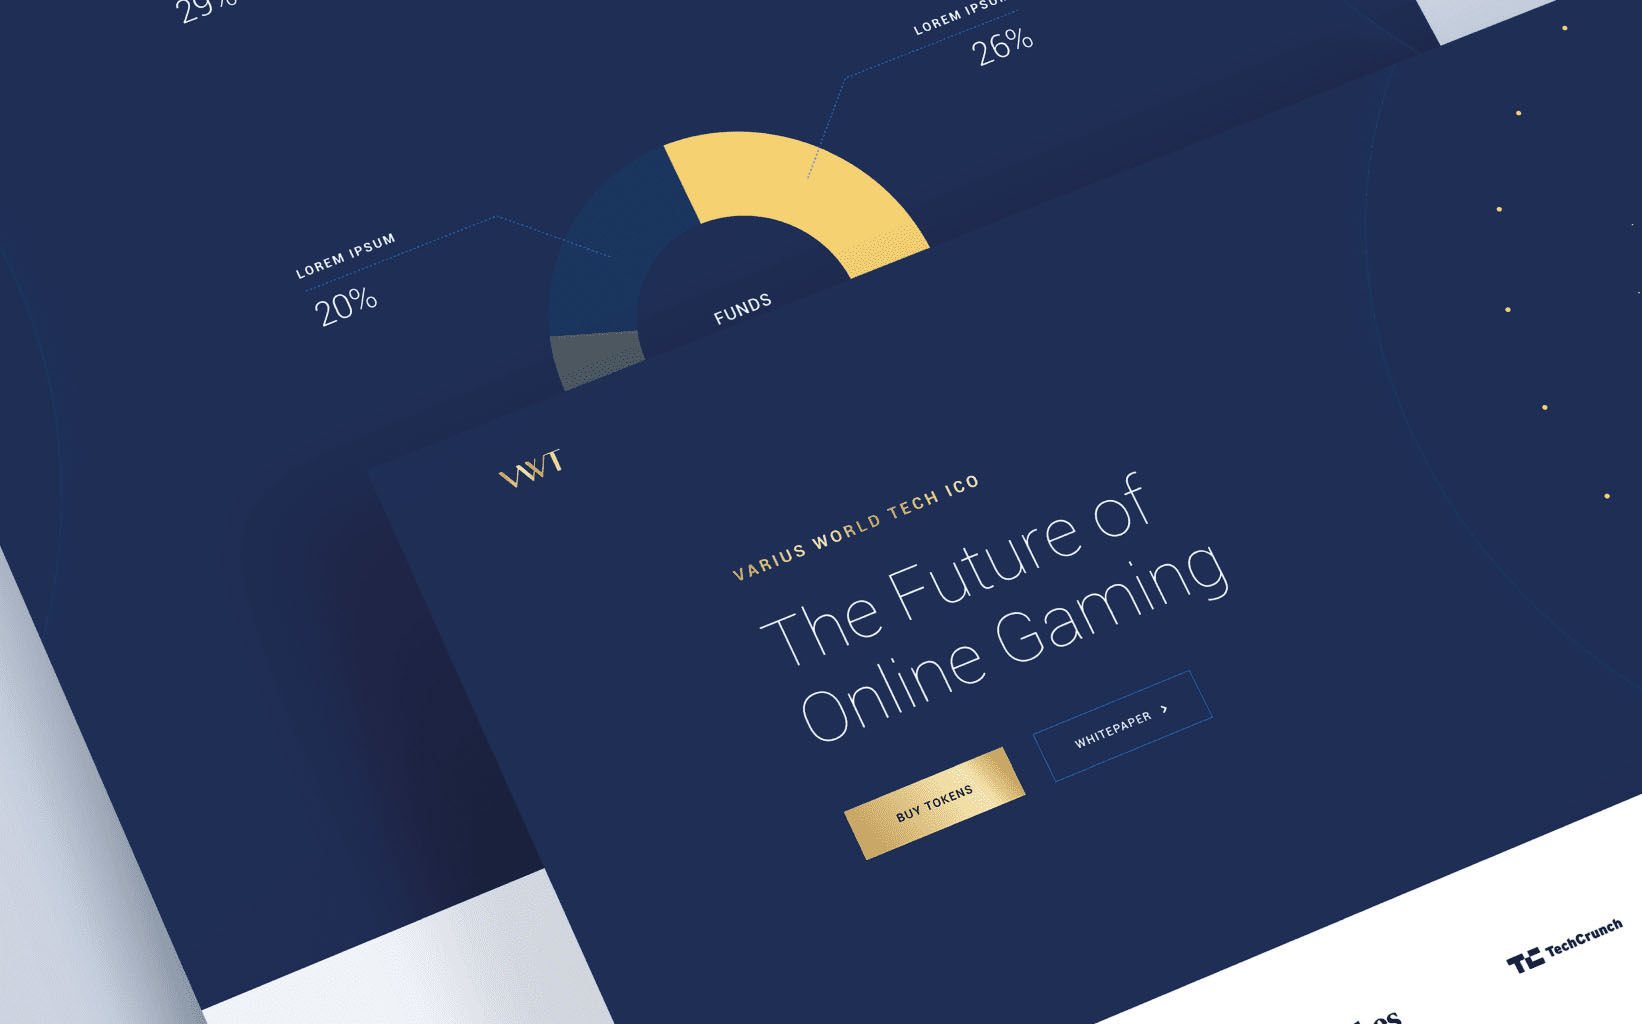 29%
LOREM IPSUM
26%
LOREM IPSUM
20%
FUNDS
VWT
VARIUS WORLD TECH ICO
The Future of
Online Gaming
BUY TOKENS
WHITEPAPER
TC TechCrunch